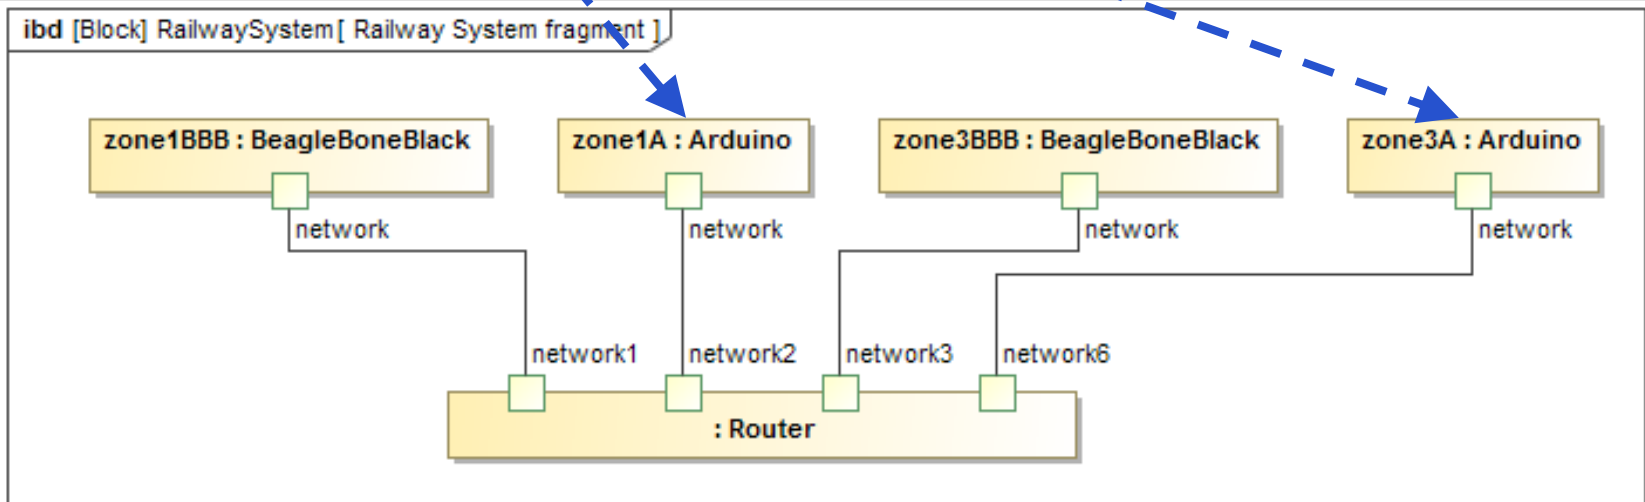 ibd [Block] RailwaySystem[ Railway System fragment ]
zone1BBB : BeagleBoneBlack
zone1A : Arduino
zone3BBB : BeagleBoneBlack
zone3A : Arduino
network
network
network
network
network1
network2
network3
network6
: Router